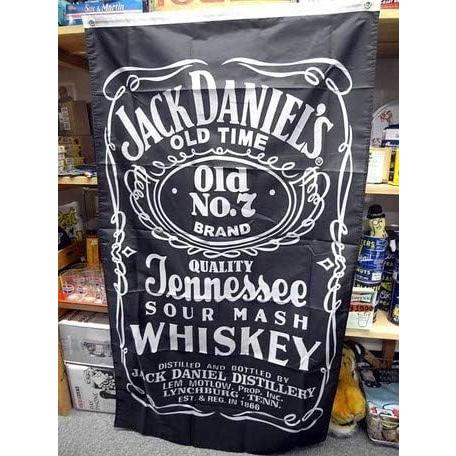 JACK DANIEL'S
OLD TIME
®
Old
No.7
BRAND
QUALITY
Tennessee
SOUR MASH
WHISKEY
DISTILLED AND BOTTLED BY
JACK DANIEL DISTILLERY
LEM MOTLOW, PROP., INC.
LYNCHBURG, TENN.
EST. & REG. IN 1866